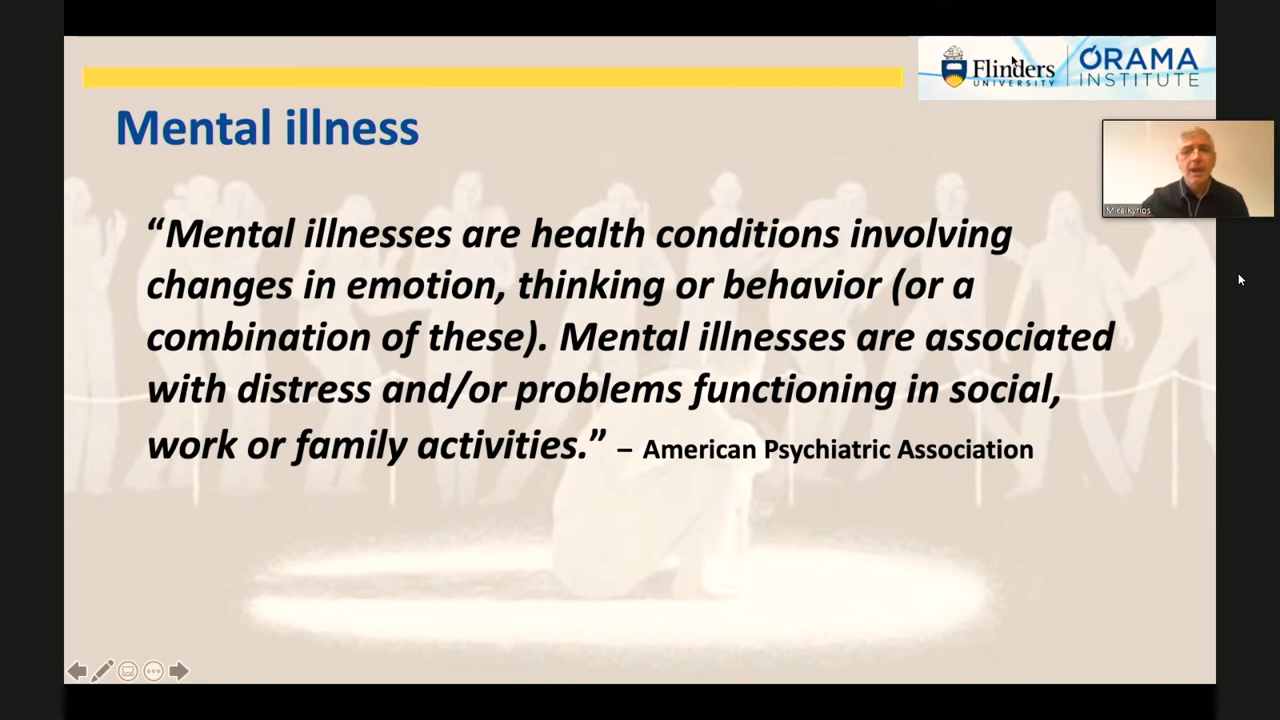 Flinders
UNIVERSITY
ÓRAMA
INSTITUTE
Mental illness
Mike Kyrios
“Mental illnesses are health conditions involving
changes in emotion, thinking or behavior (or a
combination of these). Mental illnesses are associated
with distress and/or problems functioning in social,
work or family activities.” – American Psychiatric Association